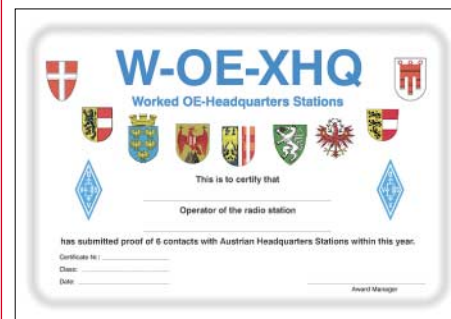 W-OE-XHQ
Worked OE-Headquarters Stations
This is to certify that
Operator of the radio station
has submitted proof of 6 contacts with Austrian Headquarters Stations within this year.
Certificate Nr.:
Class:
Date:
Award Manager